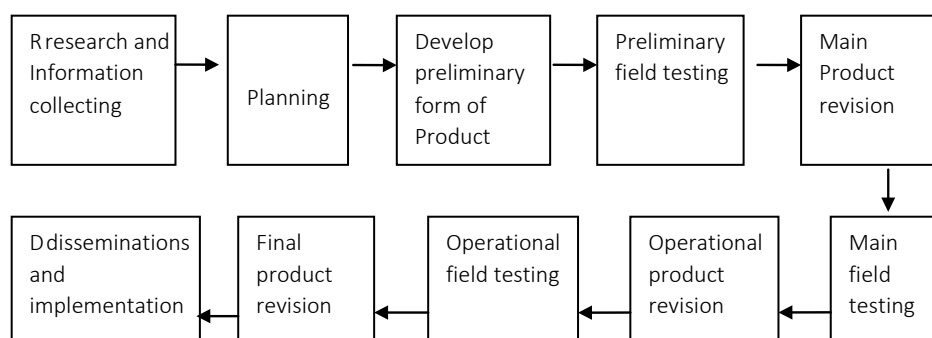 Rresearch and
Information
collecting
Planning
Develop
preliminary
form of
Product
Preliminary
field testing
Main
Product
revision
Main
field
testing
Operational
product
revision
Operational
field testing
Final
product
revision
Ddisseminations
and
implementation